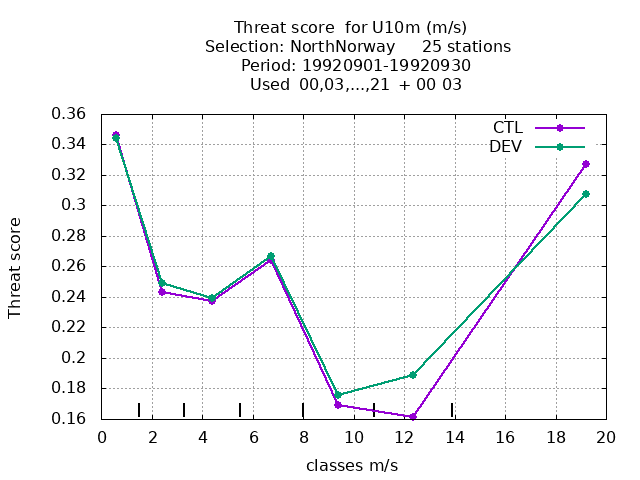 Threat score  for U10m (m/s)
Selection: NorthNorway     25 stations
Period: 19920901-19920930
Used  00,03,...,21  + 00 03
CTL
DEV
0.36
0.34
0.32
0.3
0.28
0.26
0.24
0.22
0.2
0.18
0.16
Threat score
0 2 4 6 8 10 12 14 16 18 20
classes m/s